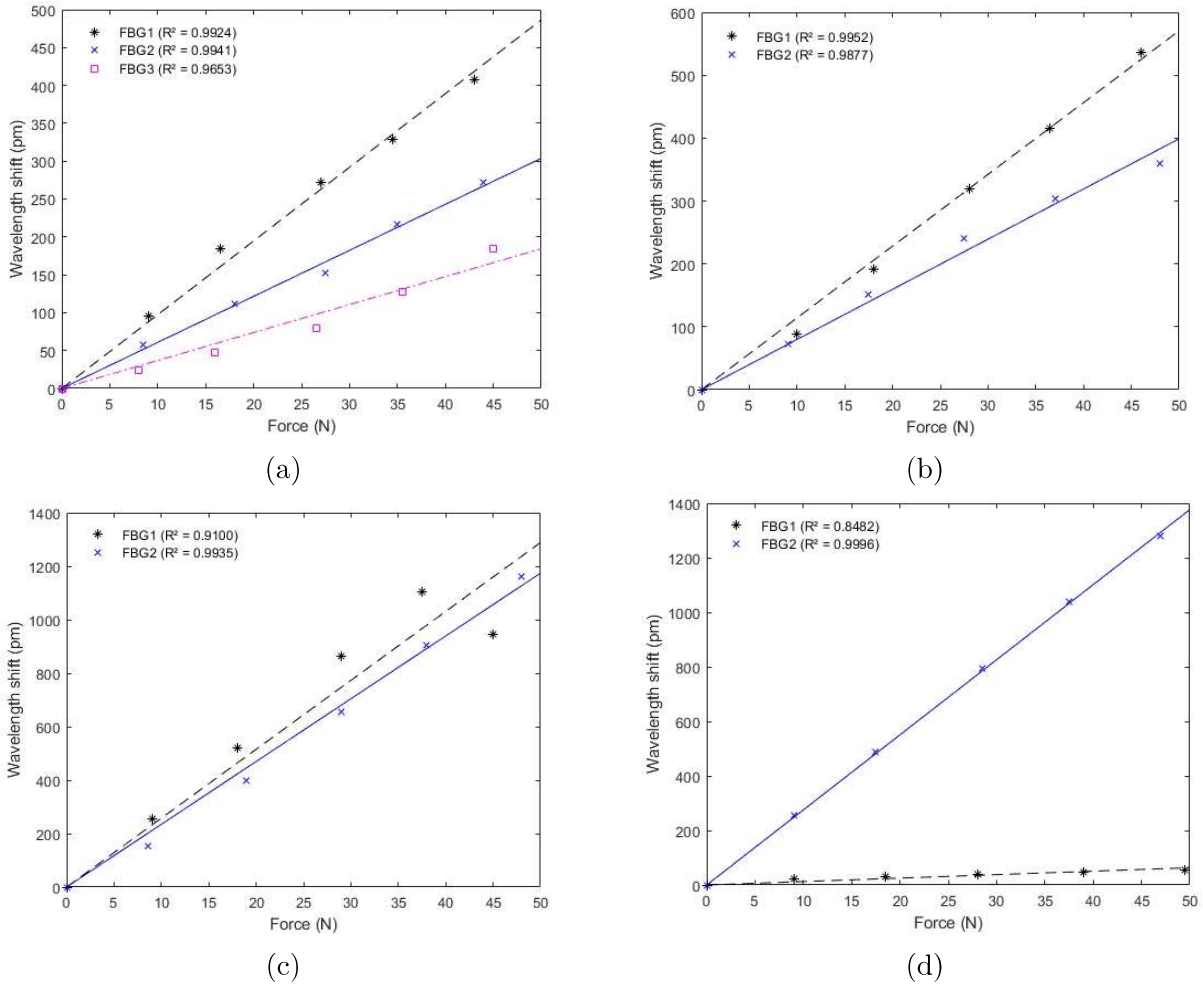 500
450
400
350
300
250
200
150
100
50
0
Wavelength shift (pm)
FBG1 (R² = 0.9924)
FBG2 (R² = 0.9941)
FBG3 (R² = 0.9653)
0 5 10 15 20 25 30 35 40 45 50
Force (N)
(a)
600
500
400
300
200
100
0
Wavelength shift (pm)
FBG1 (R² = 0.9952)
FBG2 (R² = 0.9877)
0 5 10 15 20 25 30 35 40 45 50
Force (N)
(b)
1400
1200
1000
800
600
400
200
0
Wavelength shift (pm)
FBG1 (R² = 0.9100)
FBG2 (R² = 0.9935)
0 5 10 15 20 25 30 35 40 45 50
Force (N)
(c)
1400
1200
1000
800
600
400
200
0
Wavelength shift (pm)
FBG1 (R² = 0.8482)
FBG2 (R² = 0.9996)
0 5 10 15 20 25 30 35 40 45 50
Force (N)
(d)